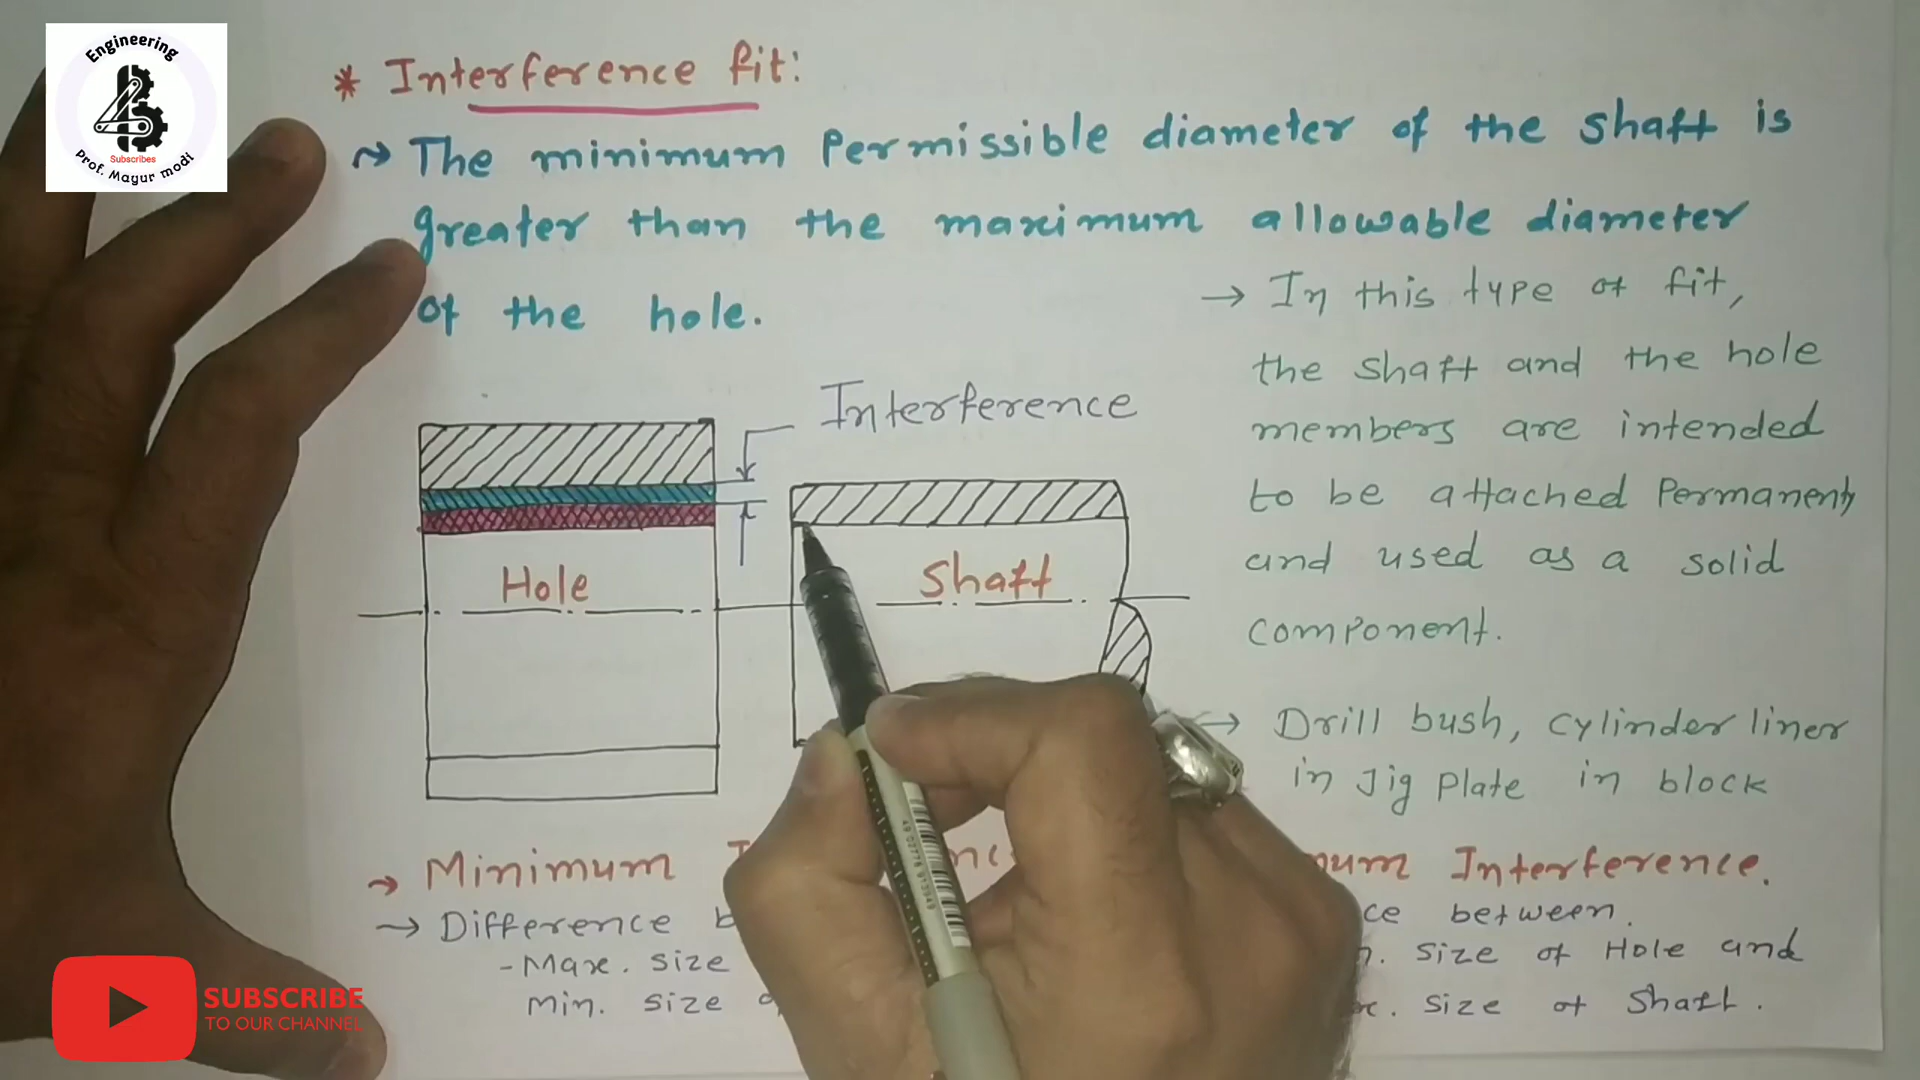 Engineering
Subscribes
Prof. Mayur modi
* Interference fit:
The minimum Permissible diameter of the shaft is
greater than the maximum allowable diameter
of the hole.
→ In this type of fit,
the shaft and the hole
members are intended
to be attached Permanently
and used as a solid
component.
Interference
Hole
Shaft
→ Drill bush, cylinder liner
in Jig Plate in block
→ Minimum
Interference.
→ Difference
between.
- Max. size
size of Hole and
Min. size
size of Shaft.
SUBSCRIBE
TO OUR CHANNEL